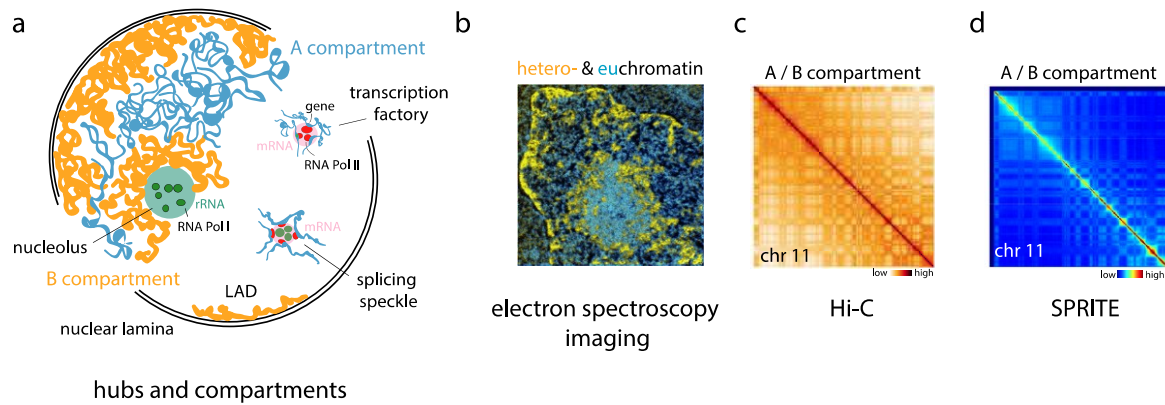 a
A compartment
gene
transcription
factory
mRNA
RNA Pol II
rRNA
RNA Pol I
mRNA
nucleolus
B compartment
splicing
speckle
LAD
nuclear lamina
hubs and compartments
b
hetero- & euchromatin
electron spectroscopy
imaging
c
A / B compartment
chr 11
low high
Hi-C
d
A / B compartment
chr 11
low high
SPRITE